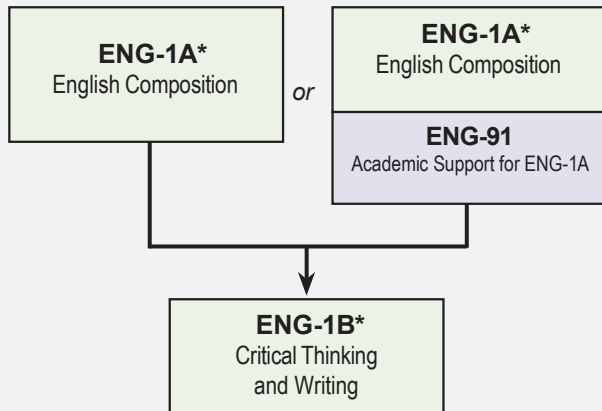 ENG-1A*
English Composition
or
ENG-1A*
English Composition
ENG-91
Academic Support for ENG-1A
ENG-1B*
Critical Thinking
and Writing